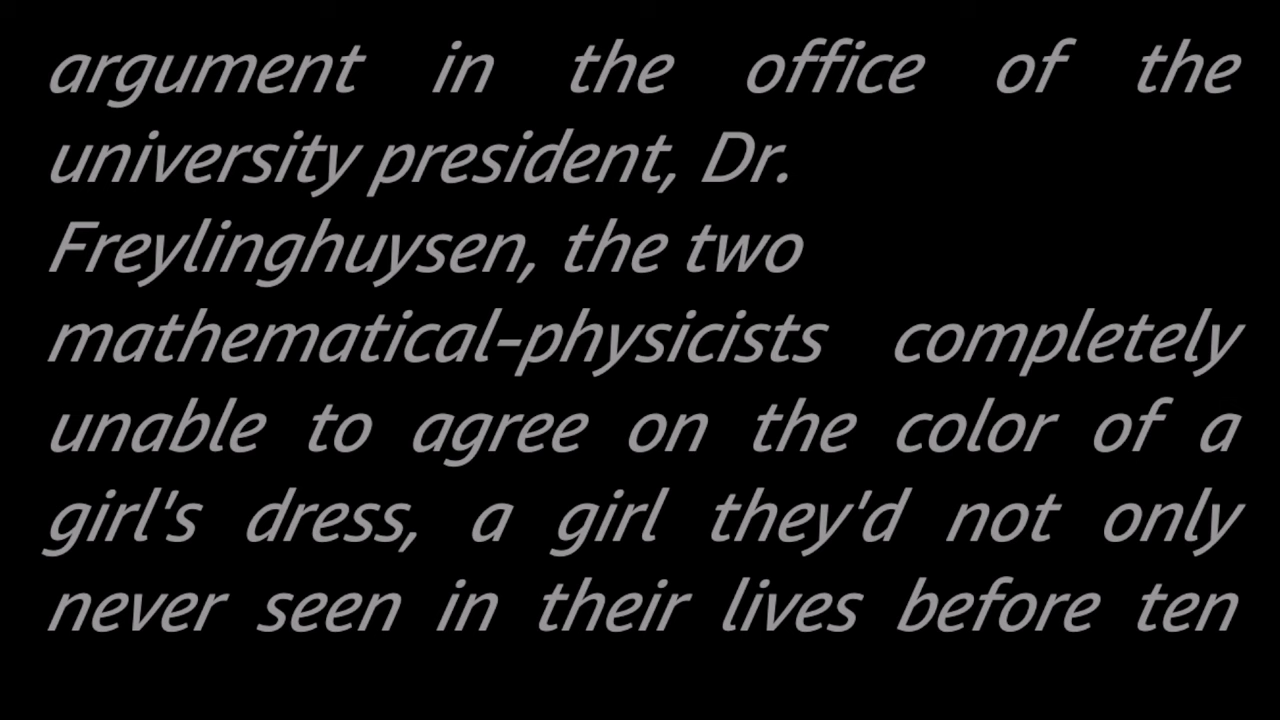 argument in the office of the
university president, Dr.
Freylinghuysen, the two
mathematical-physicists completely
unable to agree on the color of a
girl's dress, a girl they'd not only
never seen in their lives before ten